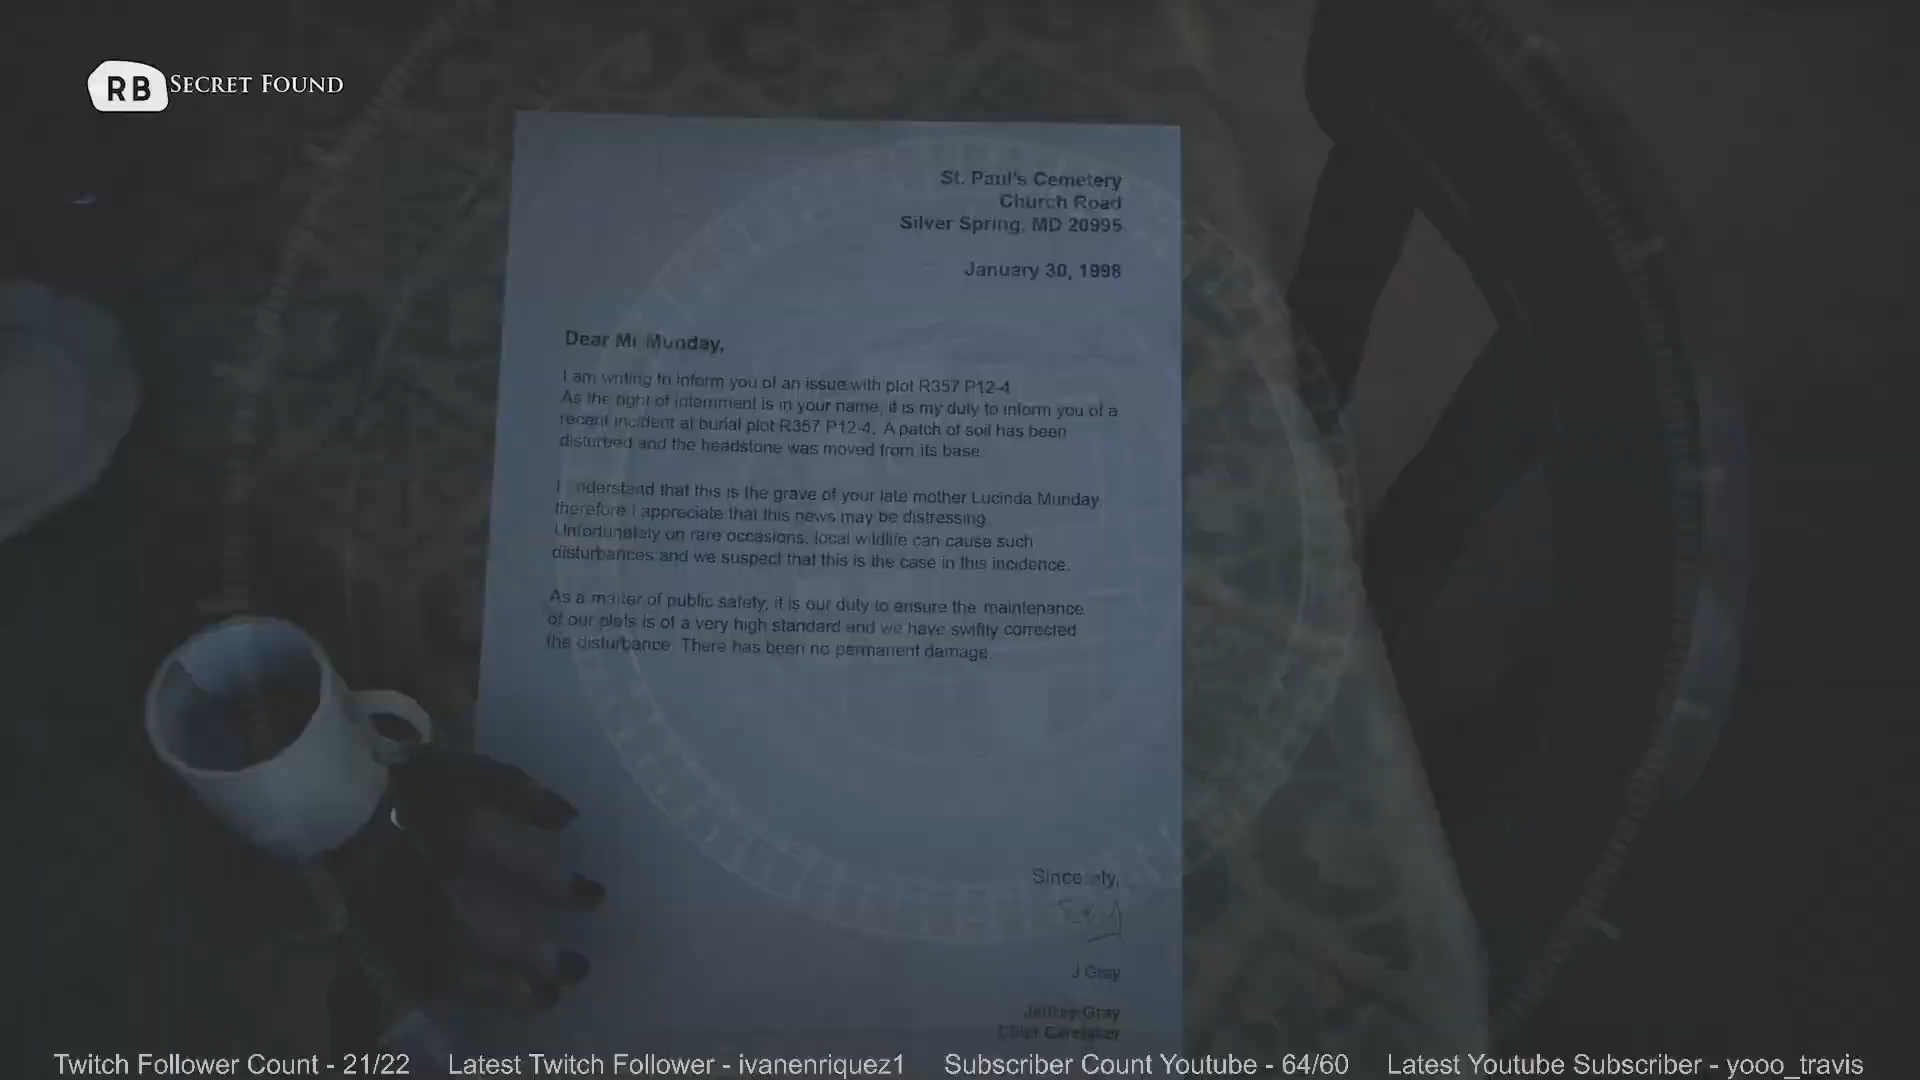 RB SECRET FOUND
St. Paul's Cemetery
Church Road
Silver Spring, MD 20995
January 30, 1998
Dear Mr Munday,
I am writing to inform you of an issue with plot R357 P12-4.
As the right of internment is in your name, it is my duty to inform you of a
recent incident at burial plot R357 P12-4. A patch of soil has been
disturbed and the headstone was moved from its base.
I understand that this is the grave of your late mother Lucinda Munday,
therefore I appreciate that this news may be distressing.
Unfortunately on rare occasions, local wildlife can cause such
disturbances and we suspect that this is the case in this incidence.
As a matter of public safety, it is our duty to ensure the maintenance
of our plots is of a very high standard and we have swiftly corrected
the disturbance. There has been no permanent damage.
Sincerely,
J Gray
Jeffrey Gray
Chief Caretaker
Twitch Follower Count - 21/22 Latest Twitch Follower - ivanenriquez1 Subscriber Count Youtube - 64/60 Latest Youtube Subscriber - yooo_travis